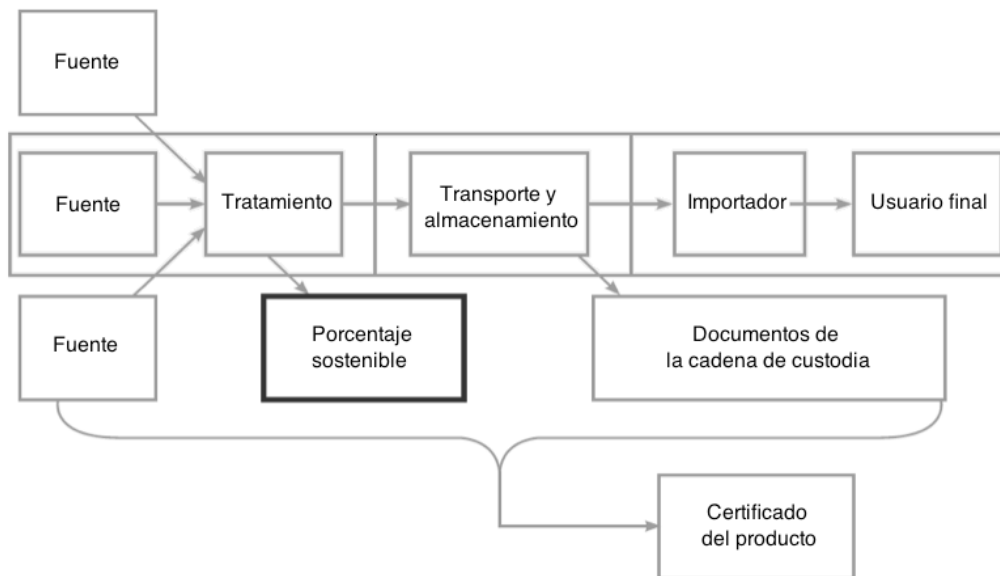 Fuente
Fuente
Tratamiento
Transporte y
almacenamiento
Importador
Usuario final
Fuente
Porcentaje
sostenible
Documentos de
la cadena de custodia
Certificado
del producto